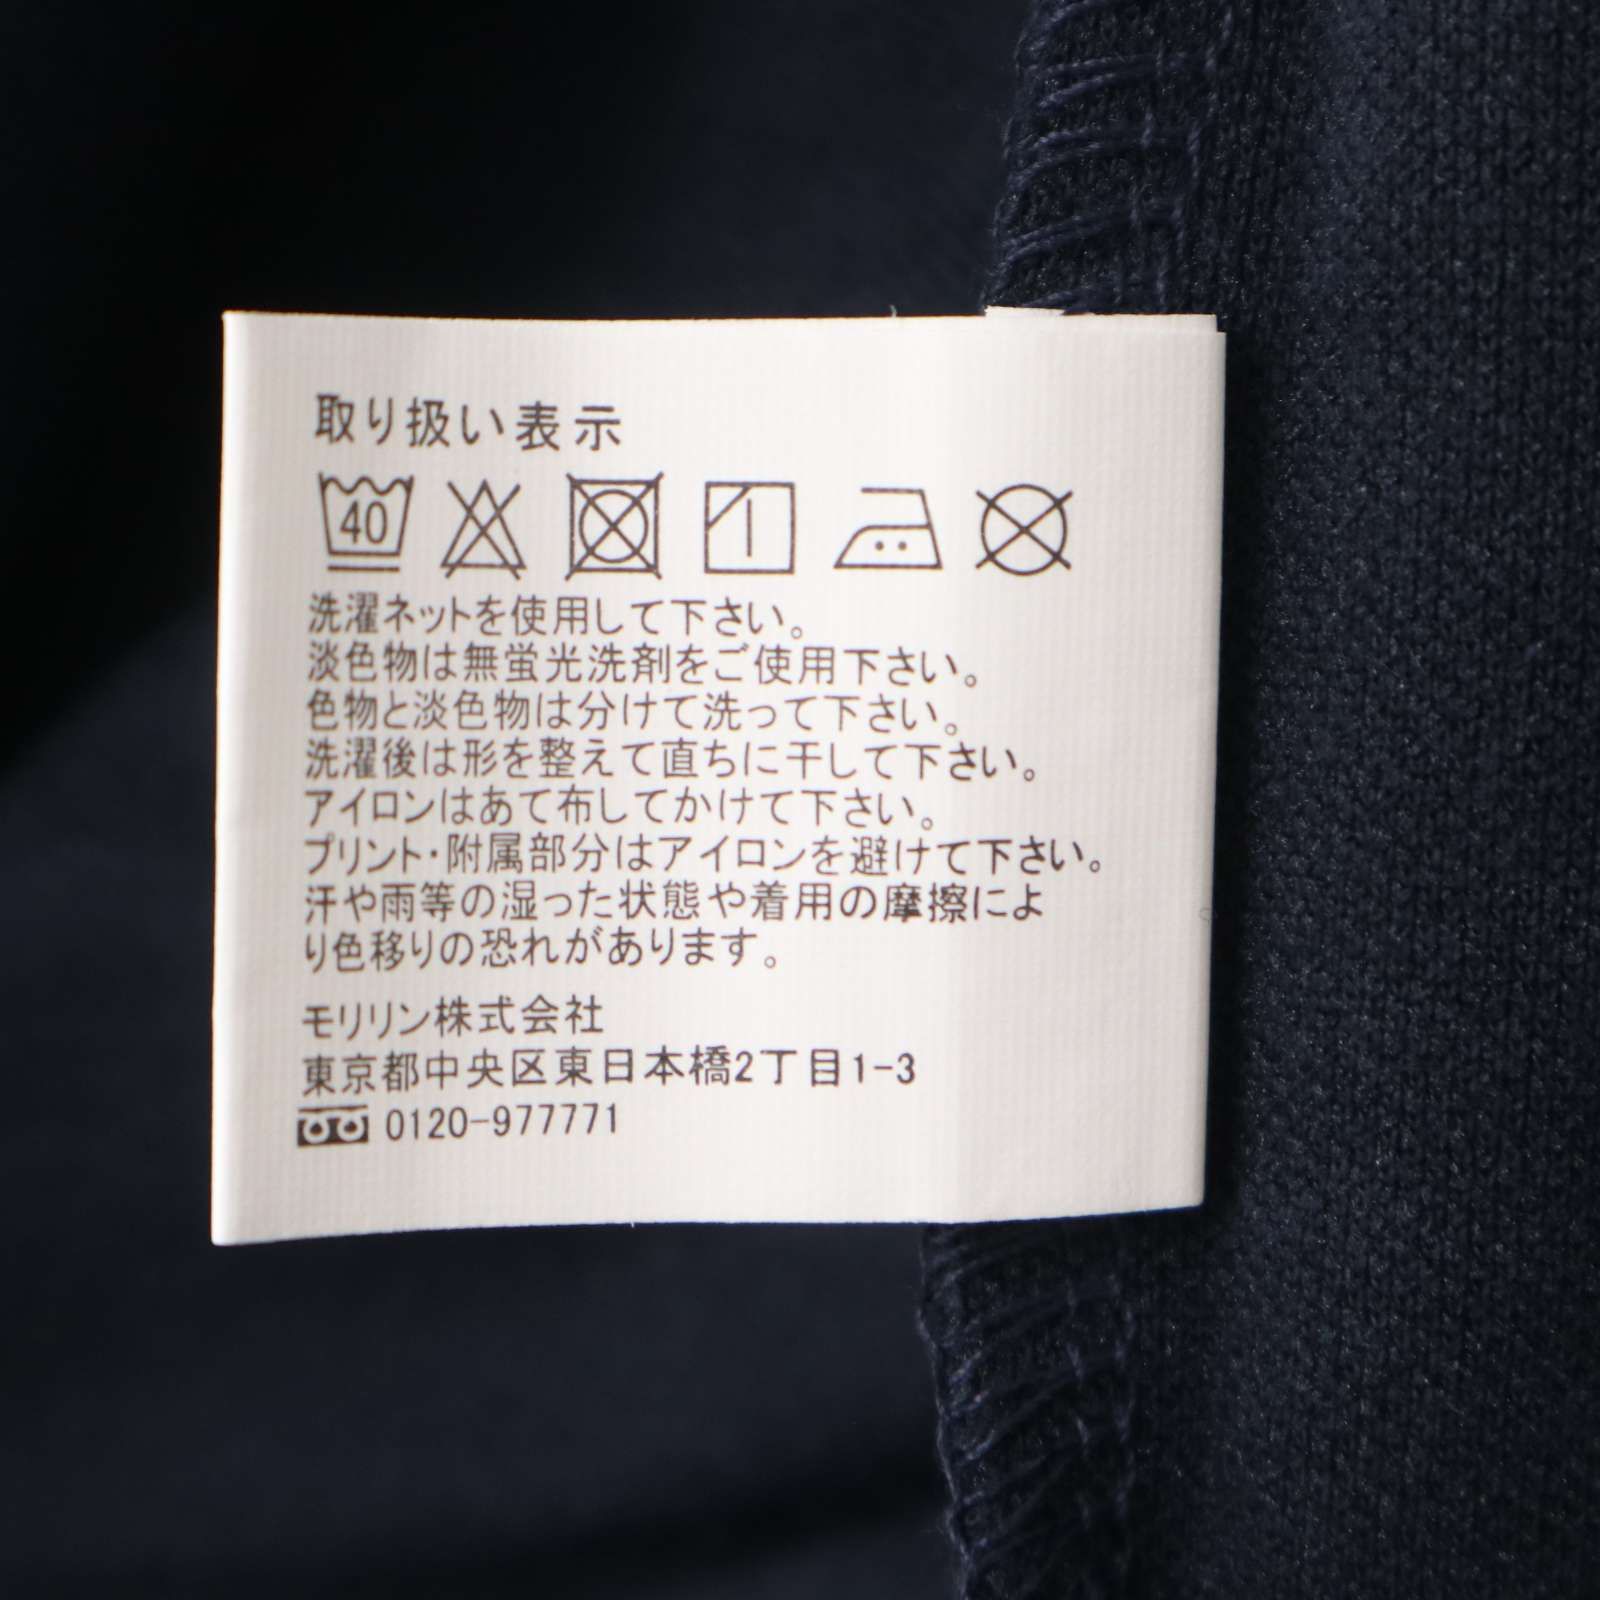 取り扱い表示
40
洗濯ネットを使用して下さい。
淡色物は無蛍光洗剤をご使用下さい。
色物と淡色物は分けて洗って下さい。
洗濯後は形を整えて直ちに干して下さい。
アイロンはあて布してかけて下さい。
プリント・附属部分はアイロンを避けて下さい。
汗や雨等の湿った状態や着用の摩擦によ
り色移りの恐れがあります。
モリリン株式会社
東京都中央区東日本橋2丁目1-3
0120-977771